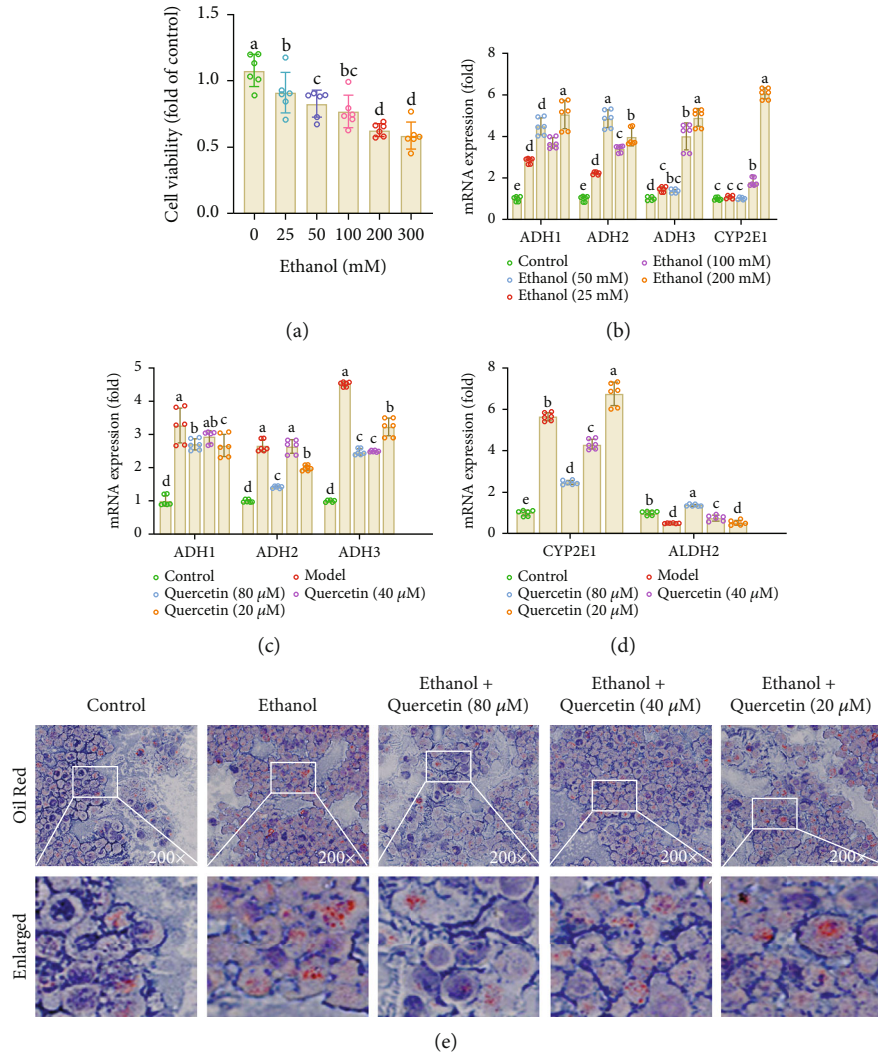 Cell viability (fold of control)
1.5
1.0
0.5
0.0
a
b
c
bc
d
d
0 25 50 100 200 300
Ethanol (mM)
(a)
mRNA expression (fold)
8
6
4
2
0
e d d c a
e d a c b
d c bc b a
c c c b a
ADH1 ADH2 ADH3 CYP2E1
Control
Ethanol (50 mM)
Ethanol (25 mM)
Ethanol (100 mM)
Ethanol (200 mM)
(b)
mRNA expression (fold)
5
4
3
2
1
0
d a b ab c
d a c a b
d a c c b
ADH1 ADH2 ADH3
Control
Quercetin (80 μM)
Quercetin (20 μM)
Model
Quercetin (40 μM)
(c)
mRNA expression (fold)
8
6
4
2
0
e b d c a
b d a c d
CYP2E1 ALDH2
Control
Quercetin (80 μM)
Quercetin (20 μM)
Model
Quercetin (40 μM)
(d)
Control
Ethanol
Ethanol +
Quercetin (80 μM)
Ethanol +
Quercetin (40 μM)
Ethanol +
Quercetin (20 μM)
Oil Red
200×
200×
200×
200×
200×
Enlarged
(e)